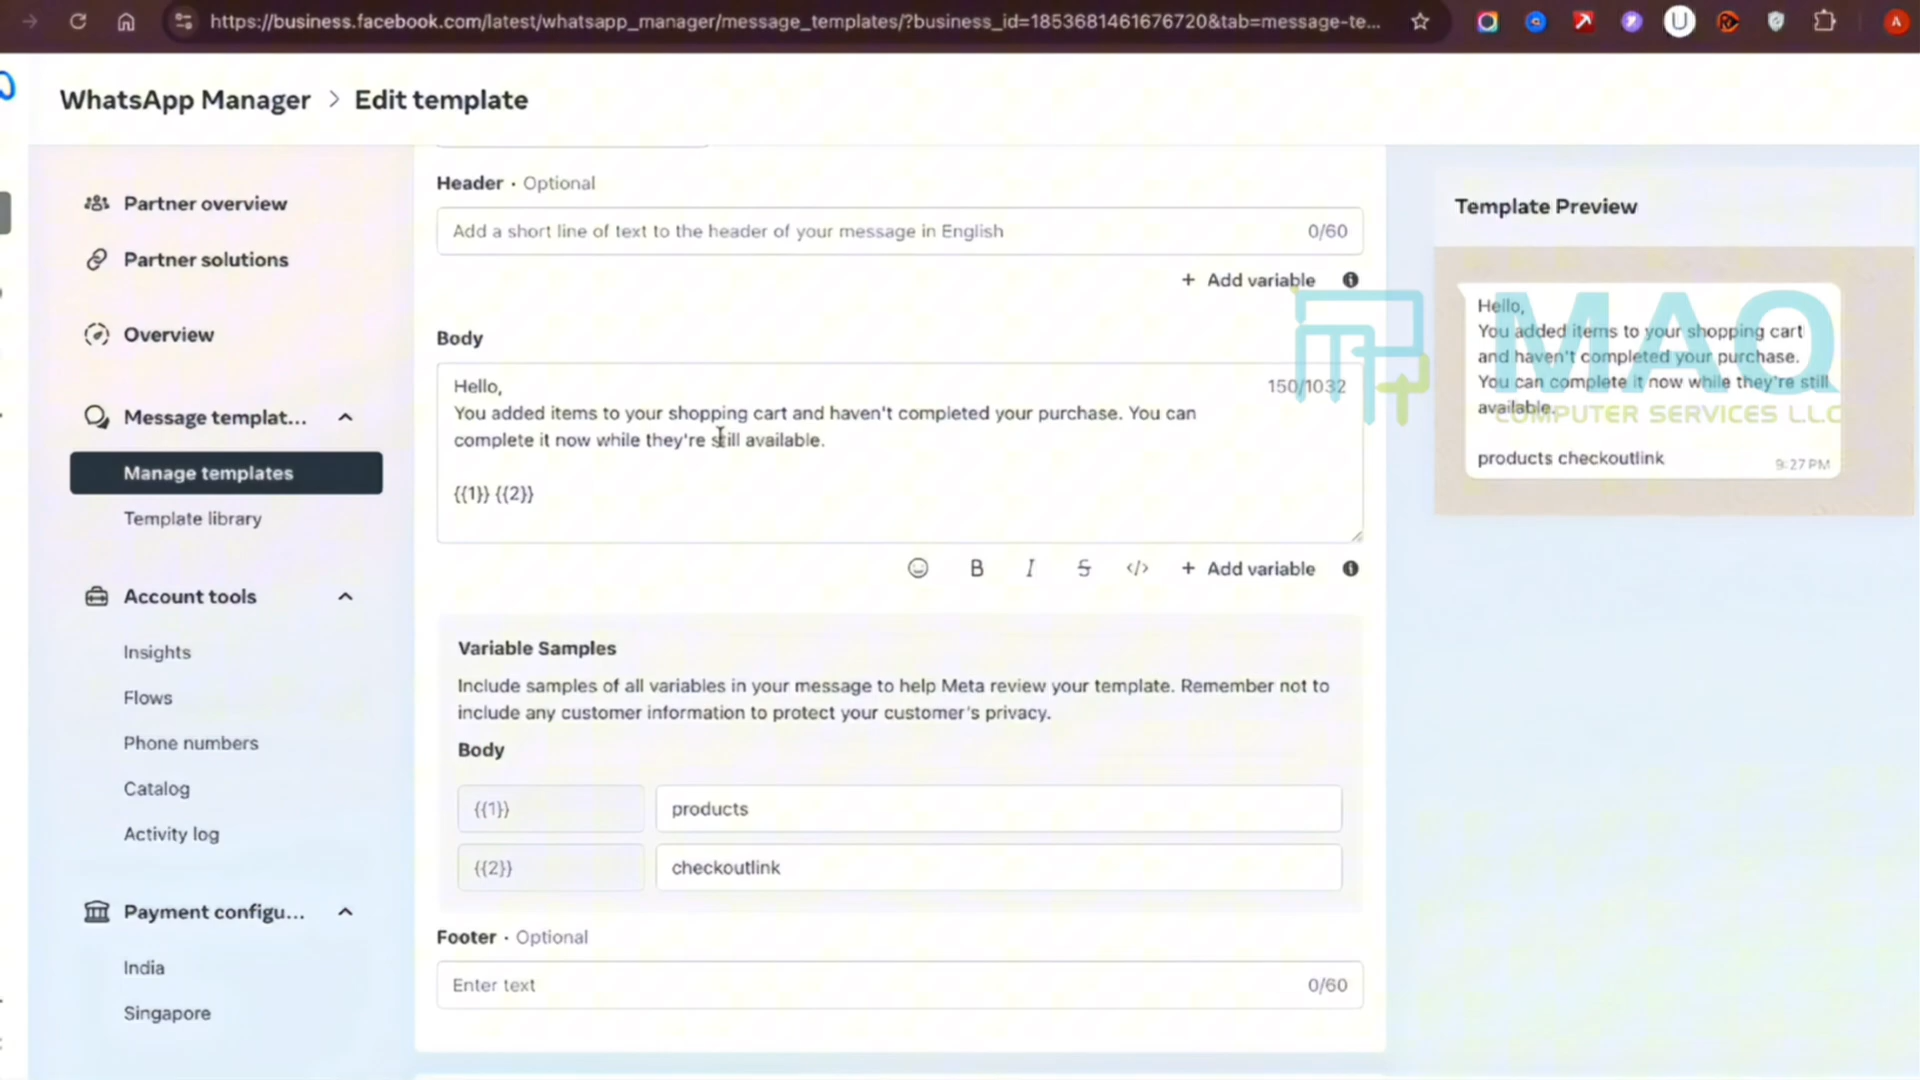 https://business.facebook.com/latest/whatsapp_manager/message_templates/?business_id=1853681461676720&tab=message-te...
U
A
WhatsApp Manager > Edit template
Partner overview
Partner solutions
Overview
Message templat...
Manage templates
Template library
Account tools
Insights
Flows
Phone numbers
Catalog
Activity log
Payment configu...
India
Singapore
Header · Optional
Add a short line of text to the header of your message in English
0/60
+ Add variable
Body
Hello,
150/1032
You added items to your shopping cart and haven't completed your purchase. You can
complete it now while they're still available.
{{1}} {{2}}
B I S </> + Add variable
Variable Samples
Include samples of all variables in your message to help Meta review your template. Remember not to
include any customer information to protect your customer's privacy.
Body
{{1}} products
{{2}} checkoutlink
Footer · Optional
Enter text
0/60
Template Preview
Hello,
You added items to your shopping cart
and haven't completed your purchase.
You can complete it now while they're still
available.
products checkoutlink
9:27 PM
MAQ
COMPUTER SERVICES LLC